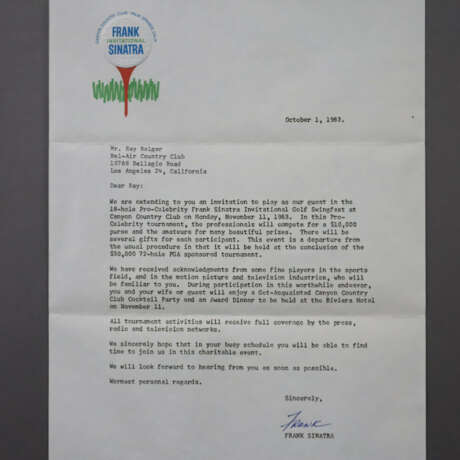 CANYON COUNTRY CLUB • PALM SPRINGS CALIF.
FRANK
INVITATIONAL
SINATRA
October 1, 1963.
Mr. Ray Bolger
Bel-Air Country Club
10768 Bellagio Road
Los Angeles 24, California
Dear Ray:
We are extending to you an invitation to play as our guest in the
18-hole Pro-Celebrity Frank Sinatra Invitational Golf Swingfest at
Canyon Country Club on Monday, November 11, 1963. In this Pro-
Celebrity tournament, the professionals will compete for a $10,000
purse and the amateurs for many beautiful prizes. There will be
several gifts for each participant. This event is a departure from
the usual procedure in that it will be held at the conclusion of the
$50,000 72-hole PGA sponsored tournament.
We have received acknowledgments from some fine players in the sports
field, and in the motion picture and television industries, who will
be familiar to you. During participation in this worthwhile endeavor,
you and your wife or guest will enjoy a Get-Acquainted Canyon Country
Club Cocktail Party and an Award Dinner to be held at the Riviera Hotel
on November 11.
All tournament activities will receive full coverage by the press,
radio and television networks.
We sincerely hope that in your busy schedule you will be able to find
time to join us in this charitable event.
We will look forward to hearing from you as soon as possible.
Warmest personal regards.
Sincerely,
Frank
FRANK SINATRA